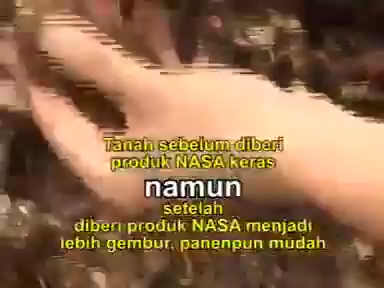 Tanah sebelum diberi
produk NASA keras
namun
setelah
diberi produk NASA menjadi
lebih gembur, panenpun mudah